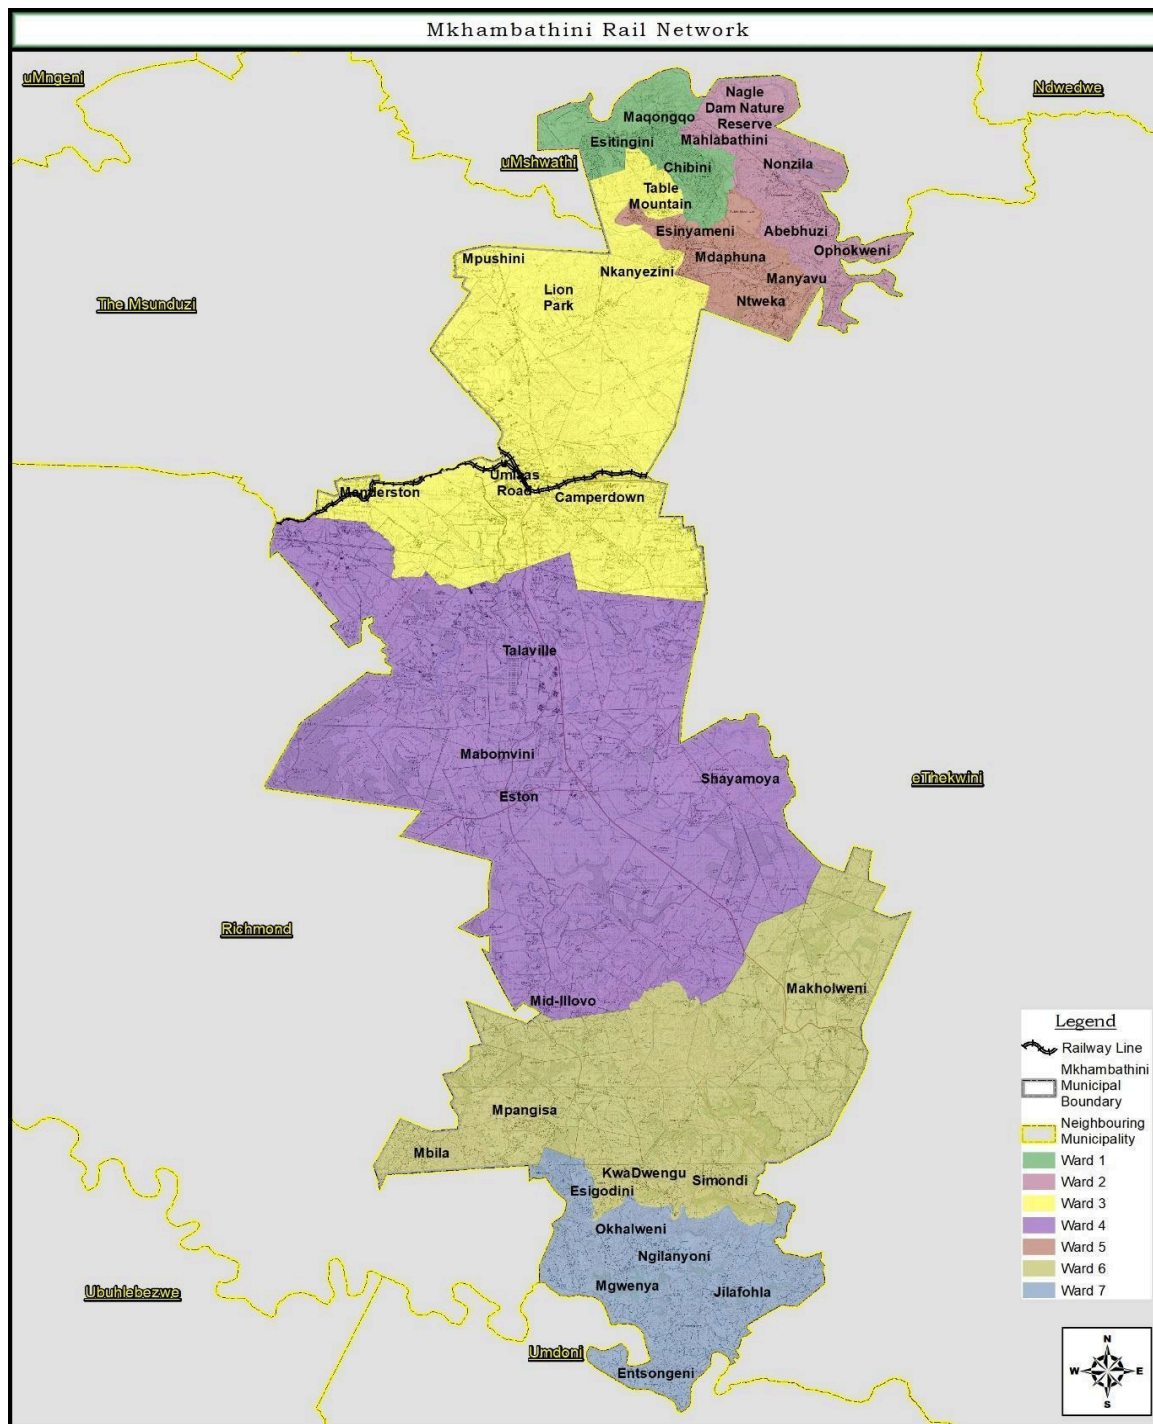 Mkhambathini Rail Network
uMngeni
Ndwedwe
Nagle
Dam Nature
Reserve
Maqongqo
Mahlabathini
Esitingini
uMshwathi
Chibini
Nonzila
Table
Mountain
Esinyameni
Abebhuzi
Ophokweni
Mpushini
Mdaphuna
Nkanyezini
Manyavu
Lion
Park
Ntweka
The Msunduzi
Umlaas
Road
Manderston
Camperdown
Talaville
Mabomvini
Shayamoya
eThekwini
Eston
Richmond
Makholweni
Mid-Illovo
Mpangisa
Mbila
KwaDwengu
Simondi
Esigodini
Okhalweni
Ngilanyoni
Mgwenya
Jilafohla
Ubuhlebezwe
Umdoni
Entsongeni
Legend
Railway Line
Mkhambathini
Municipal
Boundary
Neighbouring
Municipality
Ward 1
Ward 2
Ward 3
Ward 4
Ward 5
Ward 6
Ward 7
N
W E
S